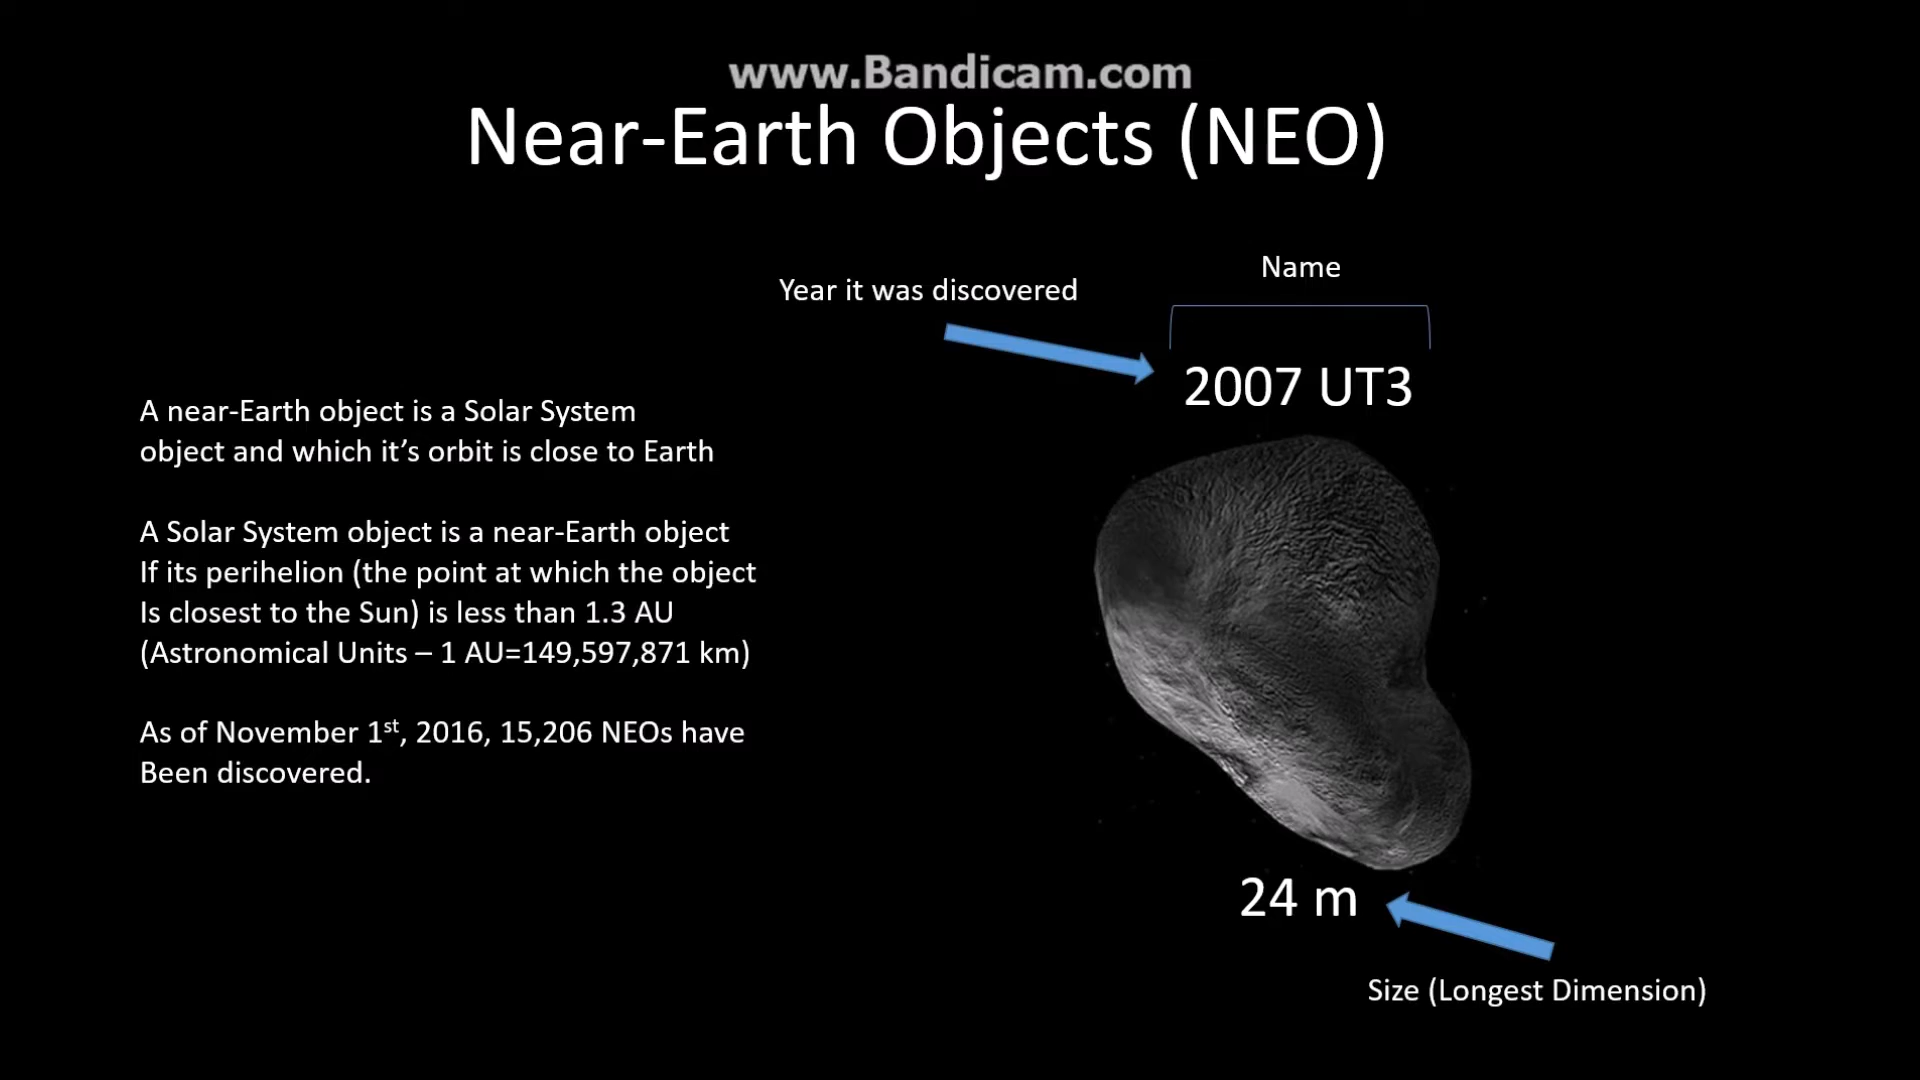 www.Bandicam.com
Near-Earth Objects (NEO)
Name
Year it was discovered
2007 UT3
A near-Earth object is a Solar System
object and which it’s orbit is close to Earth
A Solar System object is a near-Earth object
If its perihelion (the point at which the object
Is closest to the Sun) is less than 1.3 AU
(Astronomical Units – 1 AU=149,597,871 km)
As of November 1st, 2016, 15,206 NEOs have
Been discovered.
24 m
Size (Longest Dimension)